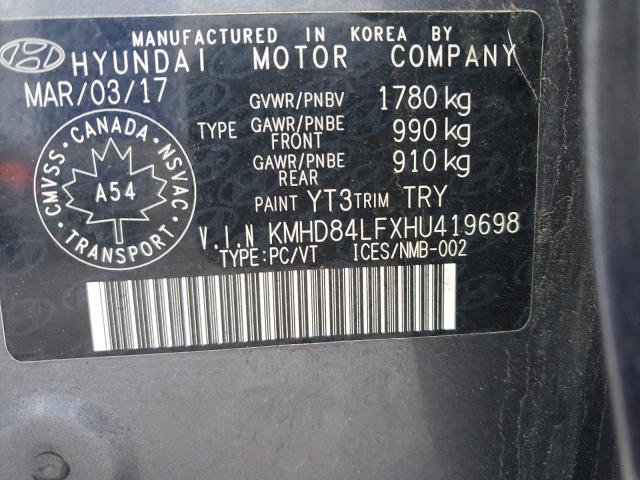 MANUFACTURED IN KOREA BY
HYUNDAI MOTOR COMPANY
MAR/03/17
GVWR/PNBV 1780 kg
TYPE GAWR/PNBE FRONT 990 kg
GAWR/PNBE REAR 910 kg
PAINT YT3 TRIM TRY
V.I.N KMHD84LFXHU419698
TYPE:PC/VT ICES/NMB-002
CANADA
CMVSS
NSVAC
A54
TRANSPORT